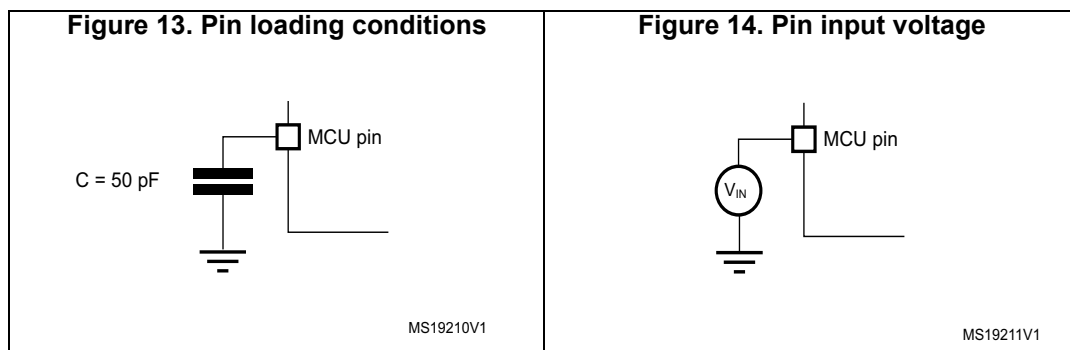 Figure 13. Pin loading conditions
MCU pin
C = 50 pF
MS19210V1
Figure 14. Pin input voltage
MCU pin
VIN
MS19211V1